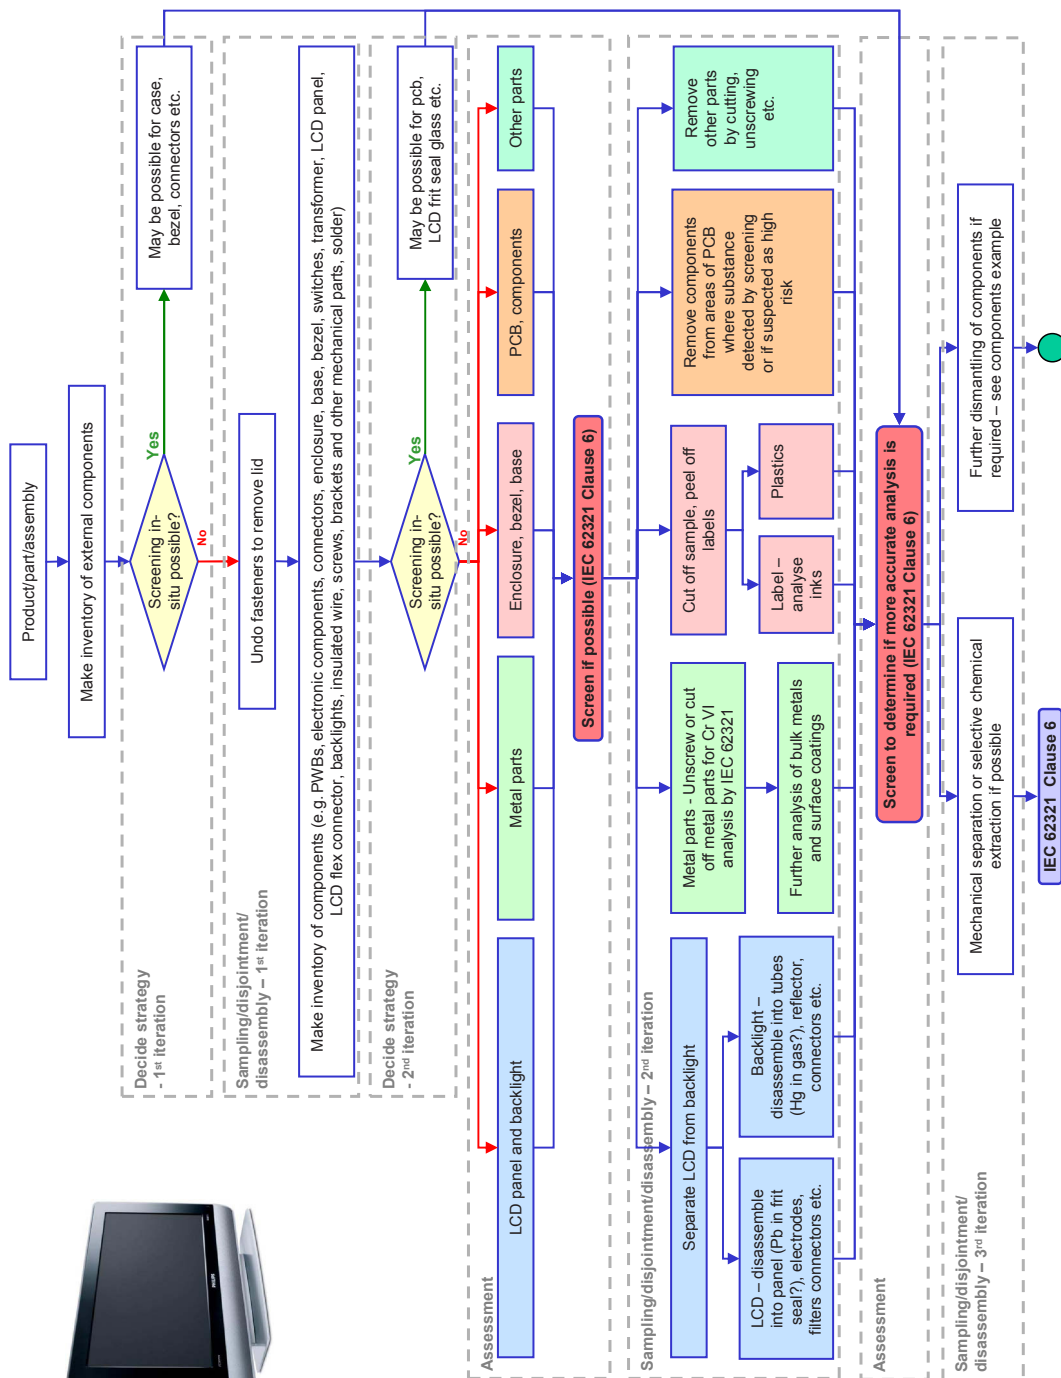 Product/part/assembly
Make inventory of external components
Decide strategy
- 1st iteration
Screening in-
situ possible?
Yes
No
May be possible for case,
bezel, connectors etc.
Sampling/disjointment/
disassembly – 1st iteration
Undo fasteners to remove lid
Make inventory of components (e.g. PWBs, electronic components, connectors, enclosure, base, bezel, switches, transformer, LCD panel,
LCD flex connector, backlights, insulated wire, screws, brackets and other mechanical parts, solder)
Decide strategy
- 2nd iteration
Screening in-
situ possible?
Yes
No
May be possible for pcb,
LCD frit seal glass etc.
Assessment
LCD panel and backlight
Metal parts
Enclosure, bezel, base
PCB, components
Other parts
Screen if possible (IEC 62321 Clause 6)
Sampling/disjointment/disassembly – 2nd iteration
Separate LCD from backlight
LCD – disassemble
into panel (Pb in frit
seal?), electrodes,
filters connectors etc.
Backlight –
disassemble into tubes
(Hg in gas?), reflector,
connectors etc.
Metal parts - Unscrew or cut
off metal parts for Cr VI
analysis by IEC 62321
Further analysis of bulk metals
and surface coatings
Cut off sample, peel off
labels
Label –
analyse
inks
Plastics
Remove components
from areas of PCB
where substance
detected by screening
or if suspected as high
risk
Remove
other parts
by cutting,
unscrewing
etc.
Assessment
Screen to determine if more accurate analysis is
required (IEC 62321 Clause 6)
Sampling/disjointment/
disassembly – 3rd iteration
Mechanical separation or selective chemical
extraction if possible
Further dismantling of components if
required – see components example
IEC 62321 Clause 6